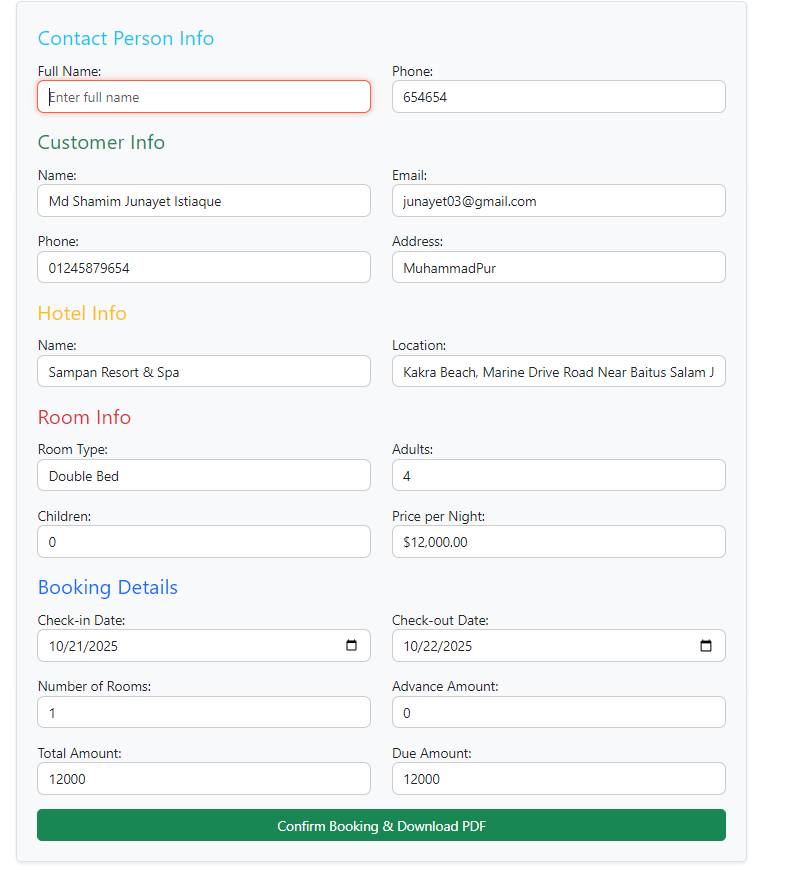 Contact Person Info
Full Name: Phone:
Enter full name 654654
Customer Info
Name: Email:
Md Shamim Junayet Istiaque junayet03@gmail.com
Phone: Address:
01245879654 MuhammadPur
Hotel Info
Name: Location:
Sampan Resort & Spa Kakra Beach, Marine Drive Road Near Baitus Salam J
Room Info
Room Type: Adults:
Double Bed 4
Children: Price per Night:
0 $12,000.00
Booking Details
Check-in Date: Check-out Date:
10/21/2025 10/22/2025
Number of Rooms: Advance Amount:
1 0
Total Amount: Due Amount:
12000 12000
Confirm Booking & Download PDF